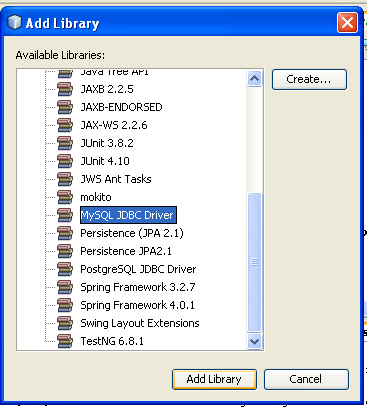 Add Library
Available Libraries:
Java Tree API
Create...
JAXB 2.2.5
JAXB-ENDORSED
JAX-WS 2.2.6
JUnit 3.8.2
JUnit 4.10
JWS Ant Tasks
mokito
MySQL JDBC Driver
Persistence (JPA 2.1)
Persistence JPA2.1
PostgreSQL JDBC Driver
Spring Framework 3.2.7
Spring Framework 4.0.1
Swing Layout Extensions
TestNG 6.8.1
Add Library
Cancel